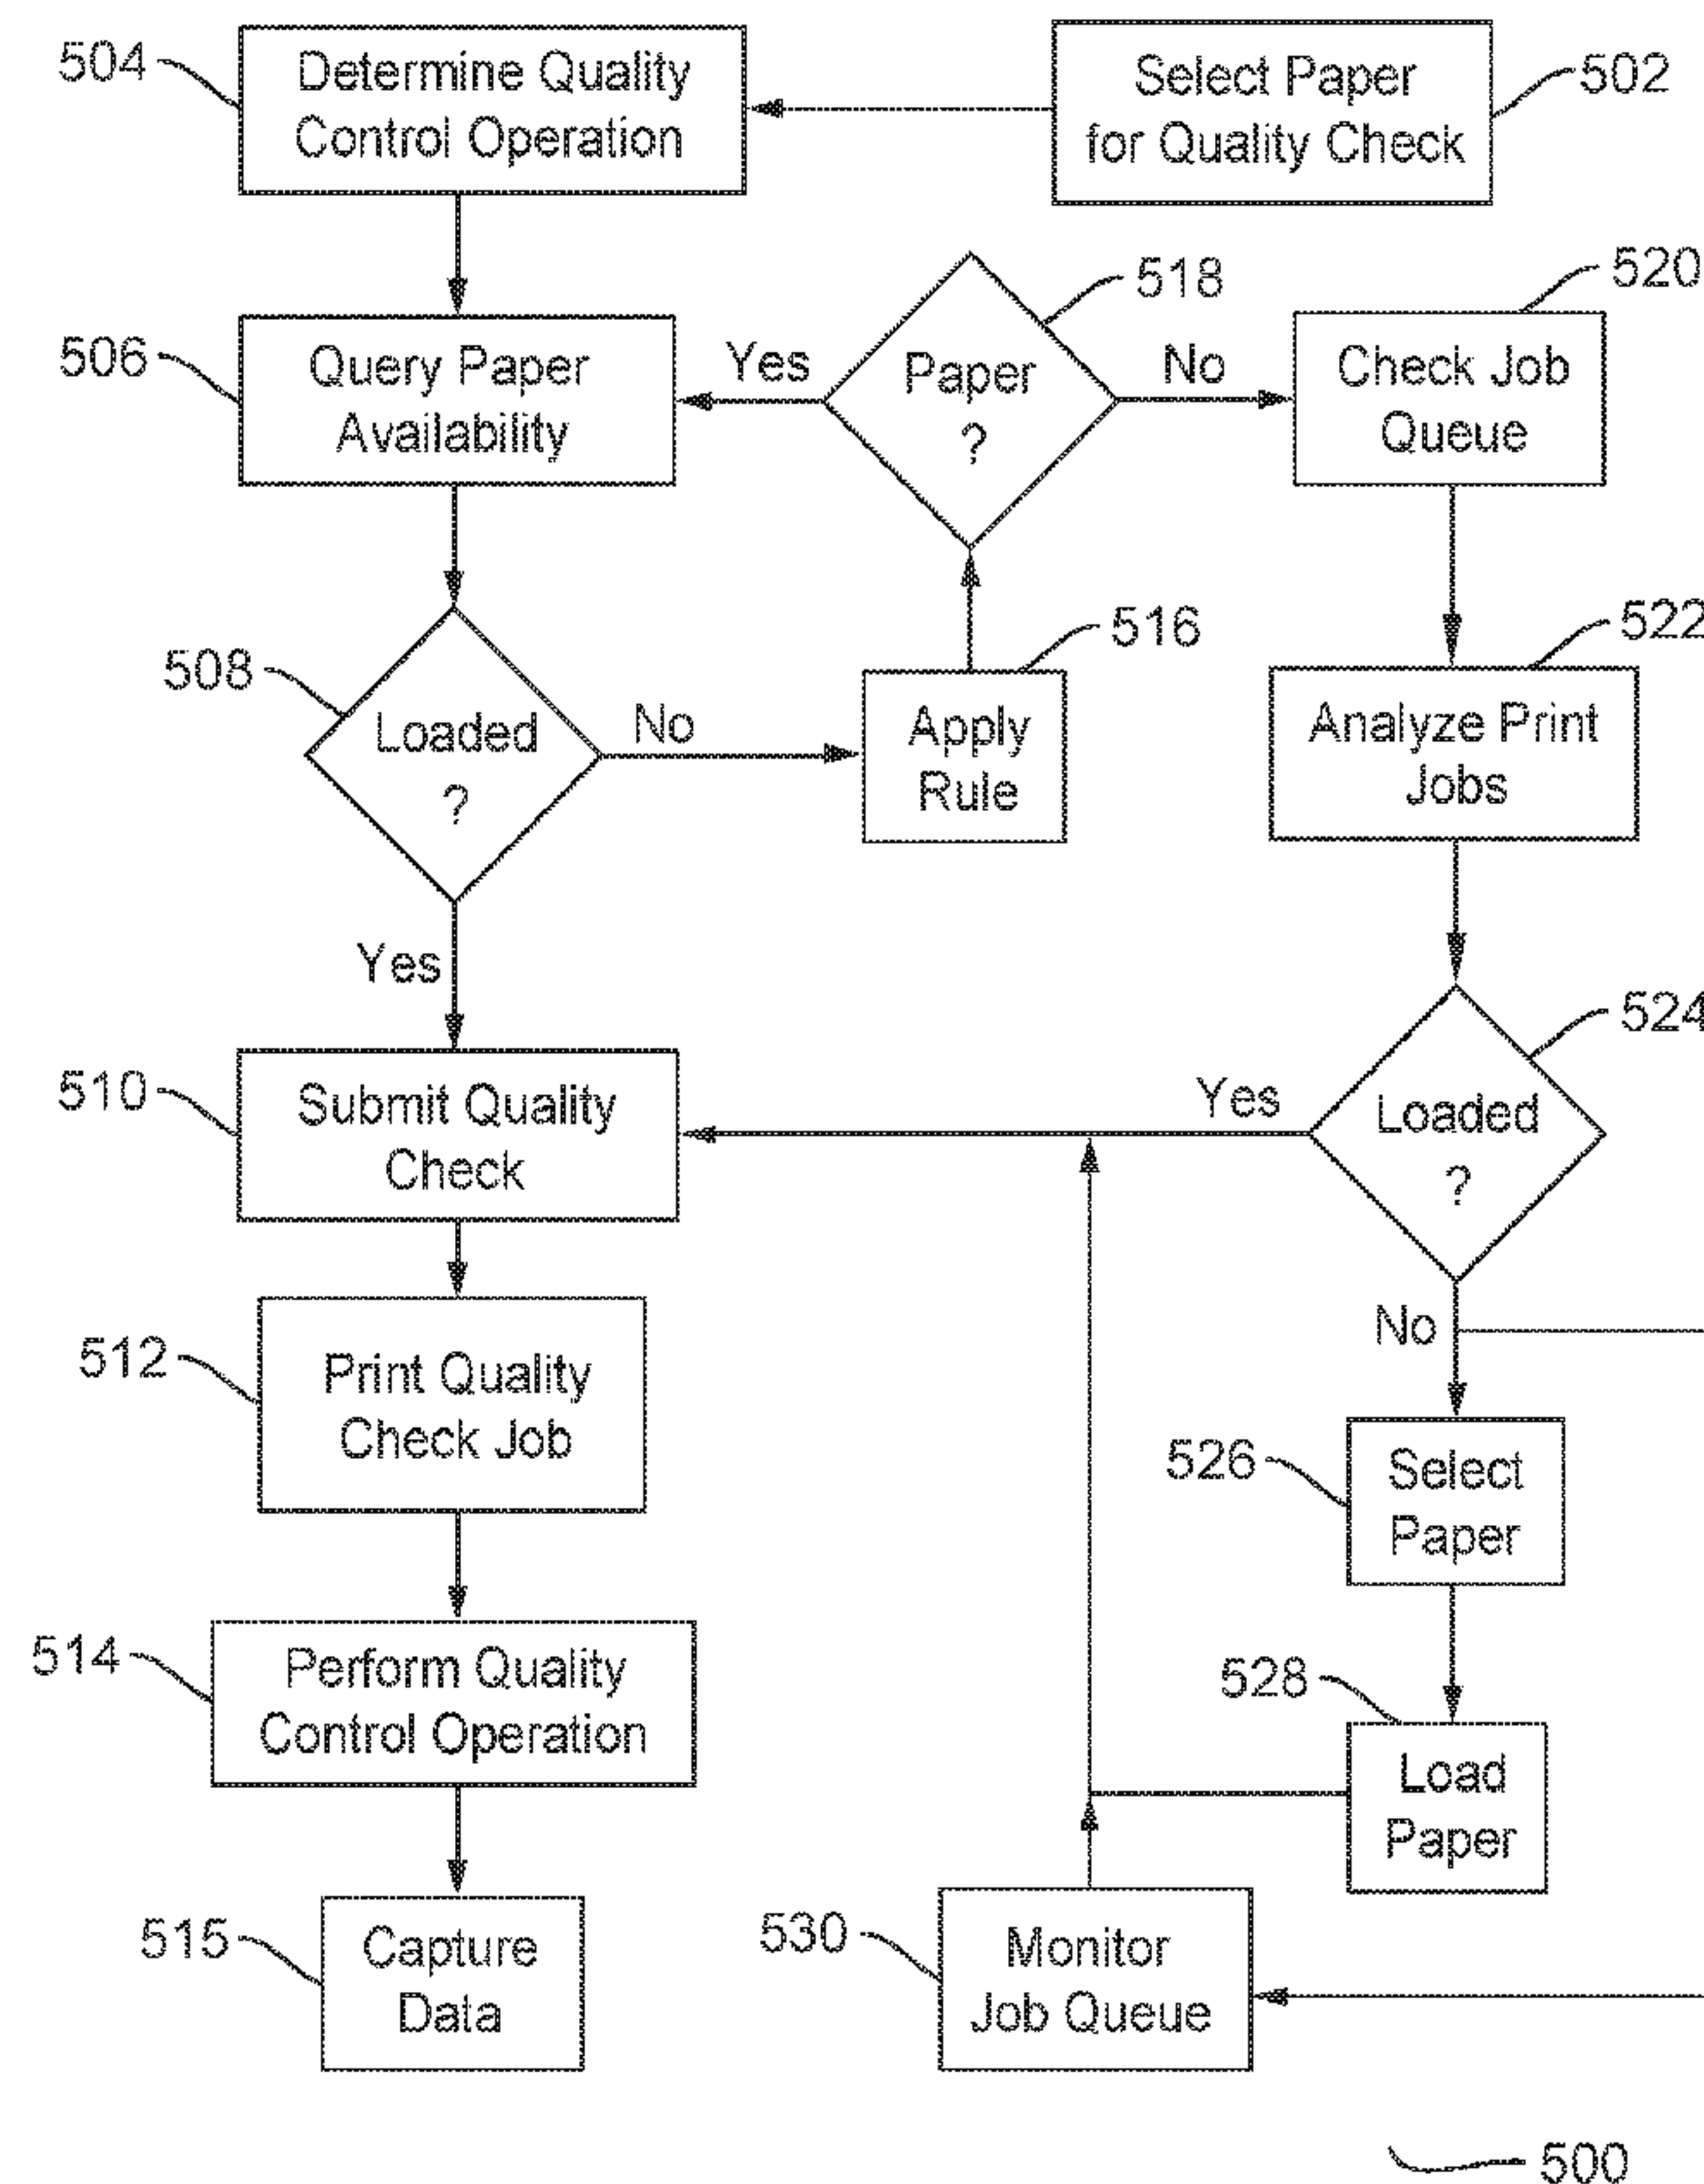 504
Determine Quality
Control Operation
Select Paper
for Quality Check
502
506
Query Paper
Availability
Yes
518
Paper
?
No
520
Check Job
Queue
508
Loaded
?
No
516
Apply
Rule
522
Analyze Print
Jobs
Yes
524
Loaded
?
Yes
510
Submit Quality
Check
No
512
Print Quality
Check Job
526
Select
Paper
514
Perform Quality
Control Operation
528
Load
Paper
515
Capture
Data
530
Monitor
Job Queue
500